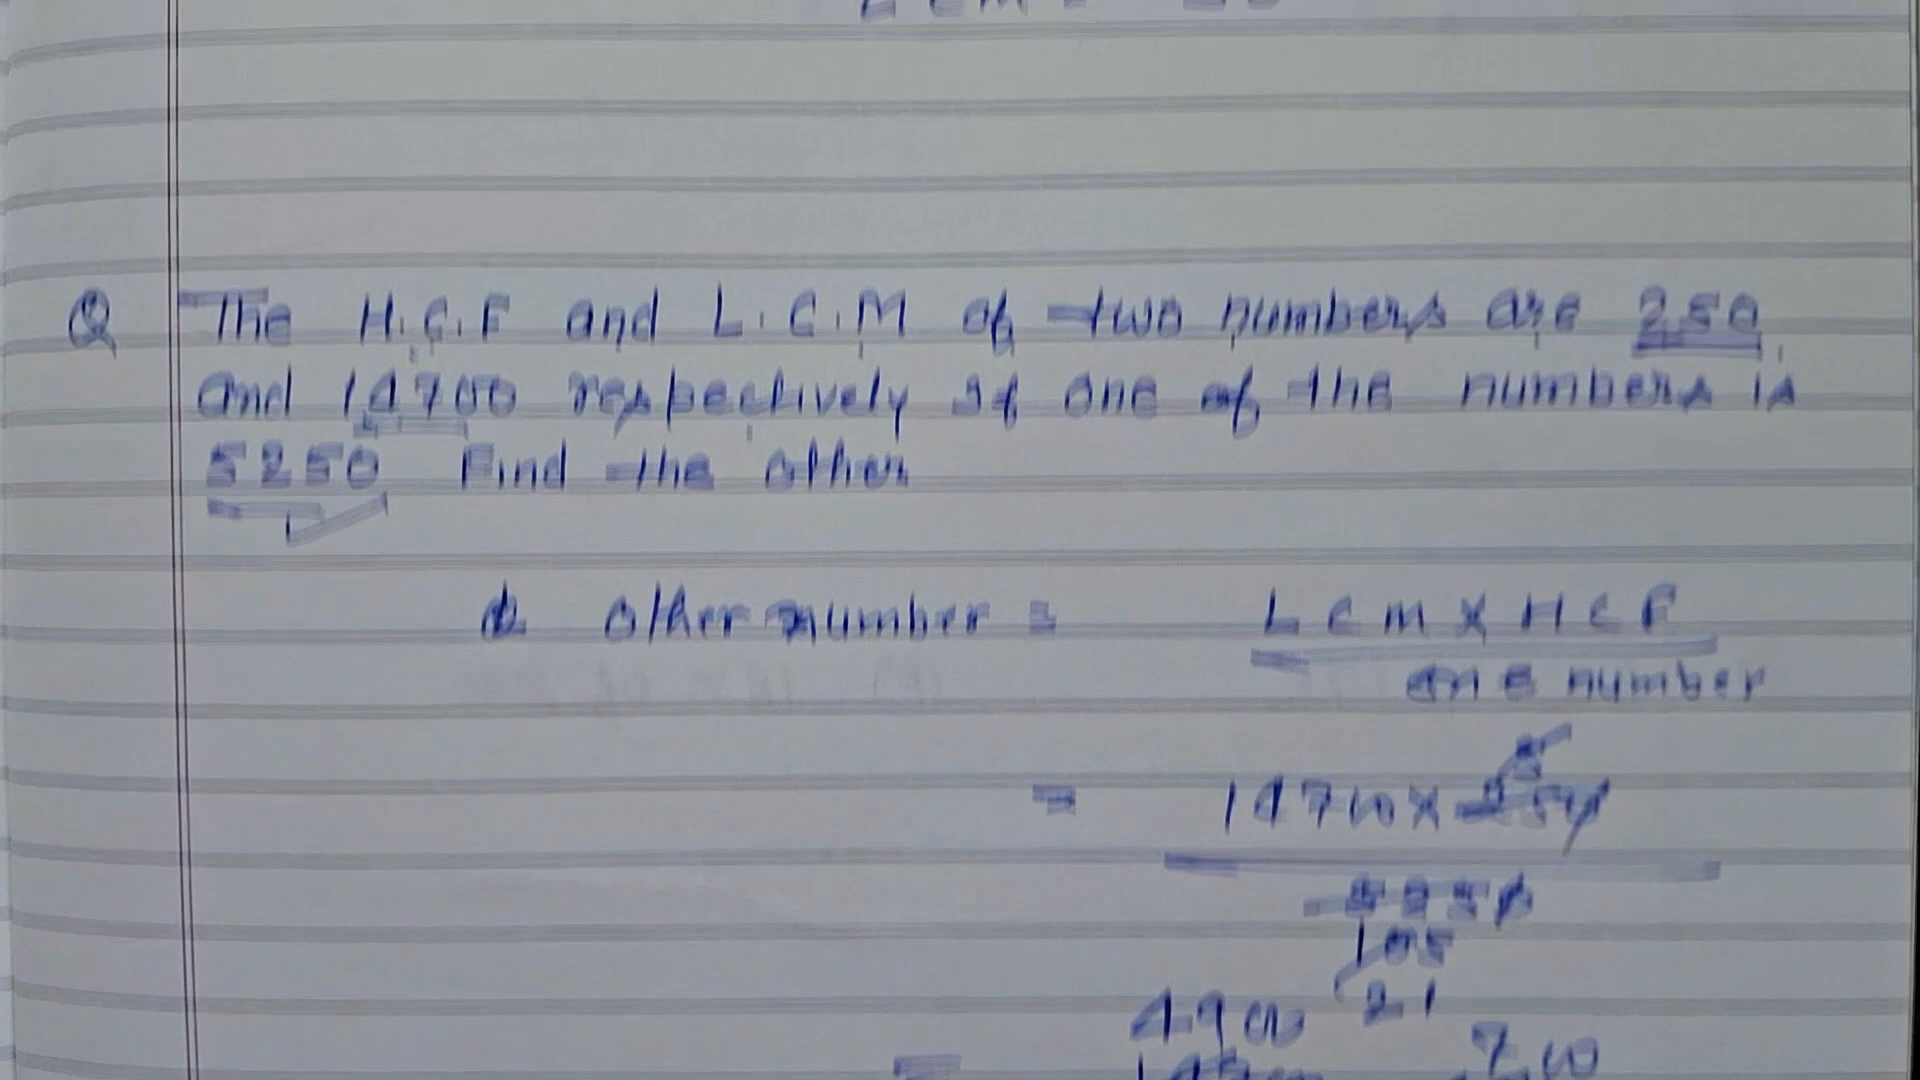 Q The H.C.F and L.C.M of two numbers are 250
and 14700 respectively If one of the numbers is
5250 Find the other
other number = LCM X HCF
one number
= 14700 X 250
5250
105
21
4900
= 700